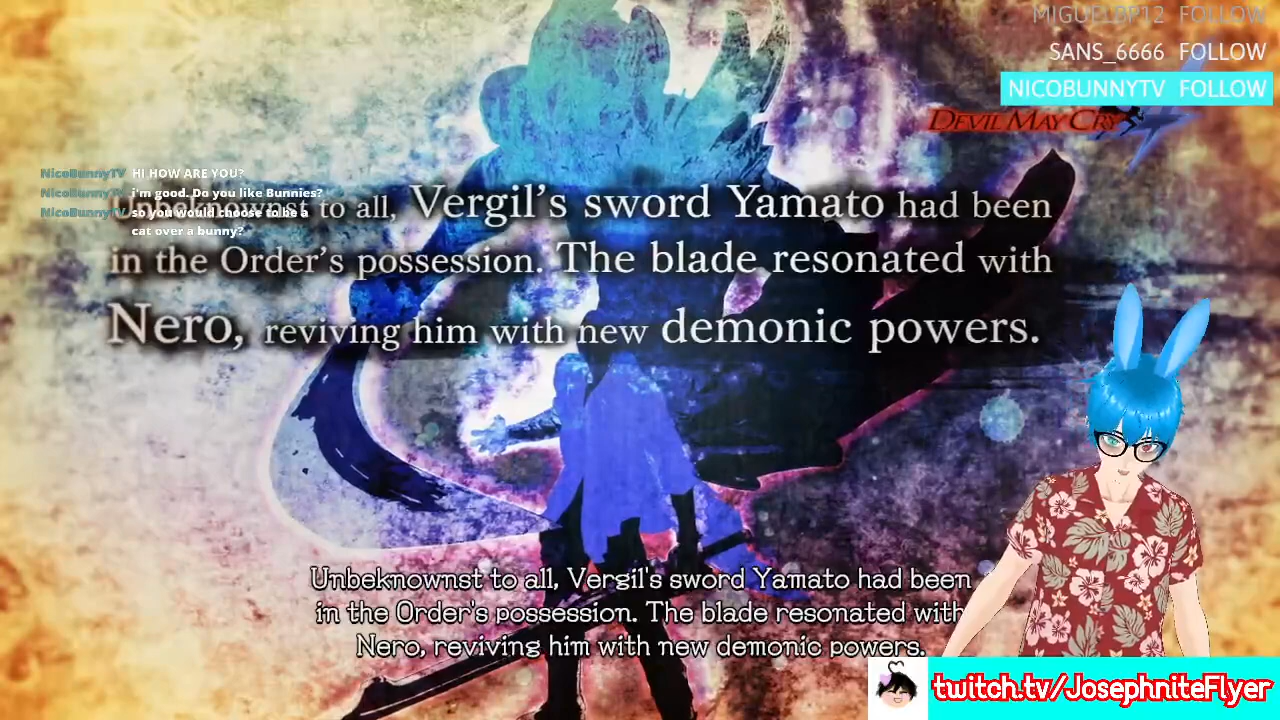 MIGUELBP12 FOLLOW
SANS_6666 FOLLOW
NICOBUNNYTV FOLLOW
DEVIL MAY CRY
NicoBunnyTV HI HOW ARE YOU?
NicoBunnyTV i'm good. Do you like Bunnies?
NicoBunnyTV so you would choose to be a
cat over a bunny?
Unbeknownst to all, Vergil’s sword Yamato had been
in the Order’s possession. The blade resonated with
Nero, reviving him with new demonic powers.
Unbeknownst to all, Vergil's sword Yamato had been
in the Order's possession. The blade resonated with
Nero, reviving him with new demonic powers.
twitch.tv/JosephniteFlyer